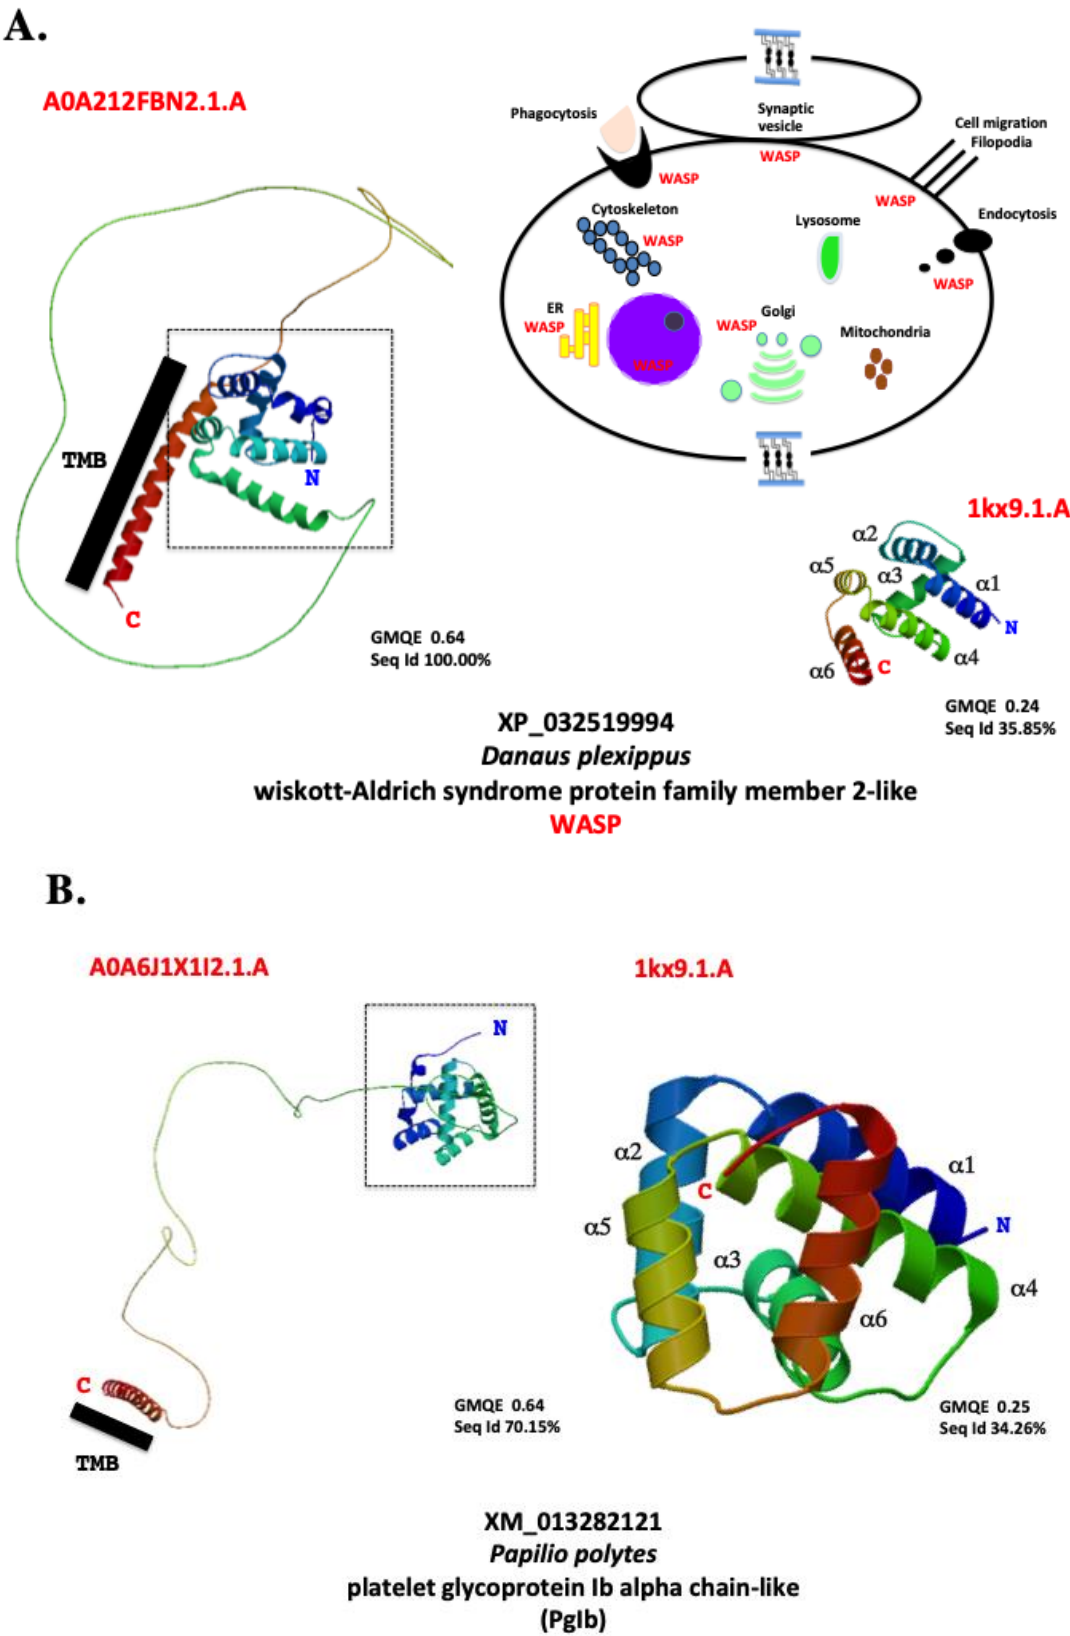 A.
A0A212FBN2.1.A
Phagocytosis
Synaptic
vesicle
WASP
Cell migration
Filopodia
WASP
WASP
Cytoskeleton
WASP
Lysosome
Endocytosis
WASP
ER
WASP
WASP
WASP
Golgi
Mitochondria
TMB
N
C
GMQE 0.64
Seq Id 100.00%
1kx9.1.A
α2
α5
α3
α1
N
α4
α6
C
GMQE 0.24
Seq Id 35.85%
XP_032519994
Danaus plexippus
wiskott-Aldrich syndrome protein family member 2-like
WASP
B.
A0A6J1X1I2.1.A
N
C
TMB
GMQE 0.64
Seq Id 70.15%
1kx9.1.A
α2
C
α1
N
α5
α3
α4
α6
GMQE 0.25
Seq Id 34.26%
XM_013282121
Papilio polytes
platelet glycoprotein Ib alpha chain-like
(PgIb)